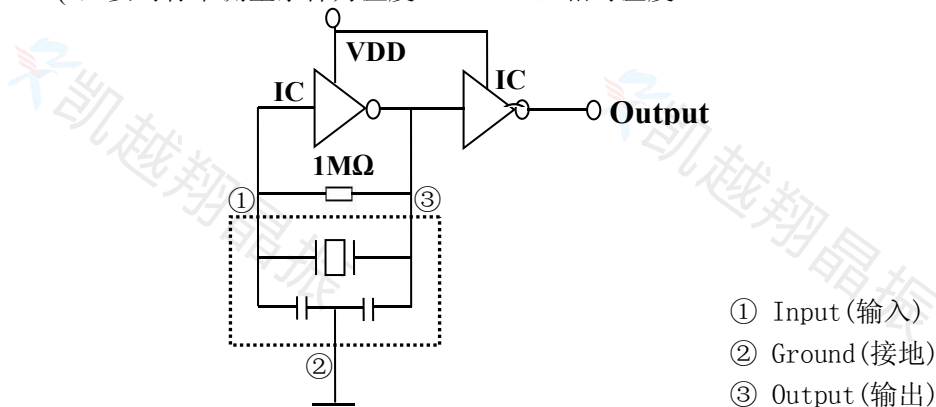 VDD
IC
IC
Output
1MΩ
①
③
②
① Input(输入)
② Ground(接地)
③ Output(输出)
凯越翔晶振
凯越翔晶振